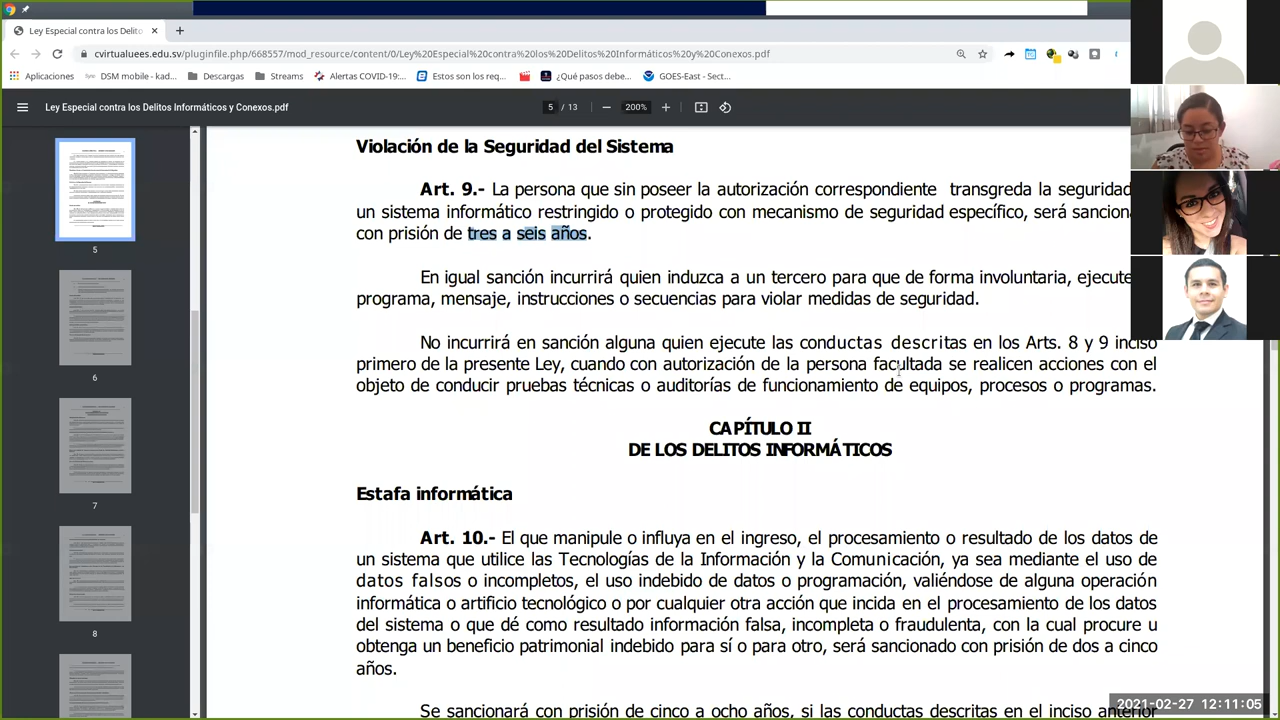 Ley Especial contra los Delito
cvirtualuees.edu.sv/pluginfile.php/668557/mod_resource/content/0/Ley%20Especial%20contra%20los%20Delitos%20Informáticos%20y%20Conexos.pdf
Aplicaciones DSM mobile - kad... Descargas Streams Alertas COVID-19:... Estos son los req... ¿Qué pasos debe... GOES-East - Sect...
Ley Especial contra los Delitos Informáticos y Conexos.pdf 5 / 13 200%
5
6
7
8
Violación de la Seguridad del Sistema
Art. 9.- La persona que sin poseer la autorización correspondiente transgreda la seguridad
un sistema informático restringido o protegido con mecanismo de seguridad específico, será sancion
con prisión de tres a seis años.
En igual sanción incurrirá quien induzca a un tercero para que de forma involuntaria, ejecute
programa, mensaje, instrucciones o secuencias para violar medidas de seguridad.
No incurrirá en sanción alguna quien ejecute las conductas descritas en los Arts. 8 y 9 inciso
primero de la presente Ley, cuando con autorización de la persona facultada se realicen acciones con el
objeto de conducir pruebas técnicas o auditorías de funcionamiento de equipos, procesos o programas.
CAPÍTULO II
DE LOS DELITOS INFORMÁTICOS
Estafa informática
Art. 10.- El que manipule o influya en el ingreso, el procesamiento o resultado de los datos de
un sistema que utilice las Tecnologías de la Información y la Comunicación, ya sea mediante el uso de
datos falsos o incompletos, el uso indebido de datos o programación, valiéndose de alguna operación
informática o artificio tecnológico o por cualquier otra acción que incida en el procesamiento de los datos
del sistema o que dé como resultado información falsa, incompleta o fraudulenta, con la cual procure u
obtenga un beneficio patrimonial indebido para sí o para otro, será sancionado con prisión de dos a cinco
años.
Se sancionará con prisión de cinco a ocho años, si las conductas descritas en el inciso anterior
2021-02-27 12:11:05